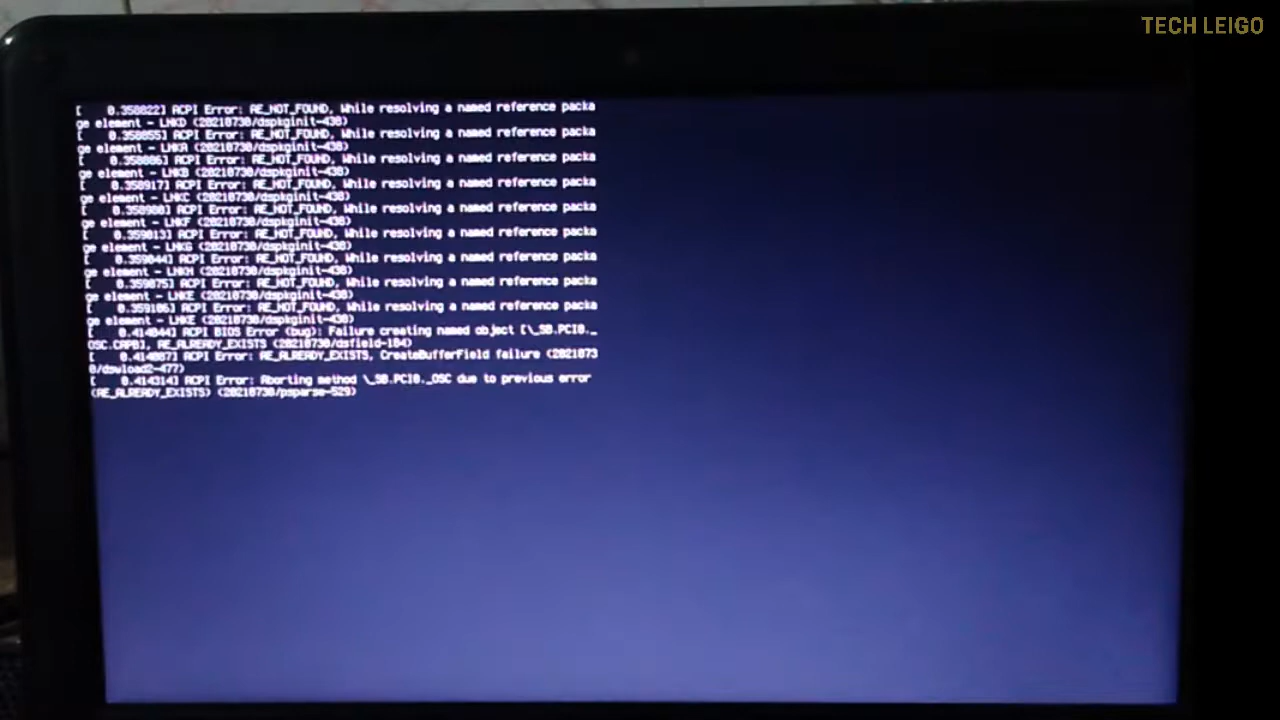 TECH LEIGO
[    0.358822] ACPI Error: AE_NOT_FOUND, While resolving a named reference packa
ge element - LNKD (20210730/dspkginit-438)
[    0.358855] ACPI Error: AE_NOT_FOUND, While resolving a named reference packa
ge element - LNKA (20210730/dspkginit-438)
[    0.358886] ACPI Error: AE_NOT_FOUND, While resolving a named reference packa
ge element - LNKB (20210730/dspkginit-438)
[    0.358917] ACPI Error: AE_NOT_FOUND, While resolving a named reference packa
ge element - LNKC (20210730/dspkginit-438)
[    0.358980] ACPI Error: AE_NOT_FOUND, While resolving a named reference packa
ge element - LNKF (20210730/dspkginit-438)
[    0.359013] ACPI Error: AE_NOT_FOUND, While resolving a named reference packa
ge element - LNKG (20210730/dspkginit-438)
[    0.359044] ACPI Error: AE_NOT_FOUND, While resolving a named reference packa
ge element - LNKH (20210730/dspkginit-438)
[    0.359075] ACPI Error: AE_NOT_FOUND, While resolving a named reference packa
ge element - LNKE (20210730/dspkginit-438)
[    0.359106] ACPI Error: AE_NOT_FOUND, While resolving a named reference packa
ge element - LNKE (20210730/dspkginit-438)
[    0.414044] ACPI BIOS Error (bug): Failure creating named object [\_SB.PCI0._
OSC.CAPB], AE_ALREADY_EXISTS (20210730/dsfield-184)
[    0.414087] ACPI Error: AE_ALREADY_EXISTS, CreateBufferField failure (2021073
0/dswload2-477)
[    0.414314] ACPI Error: Aborting method \_SB.PCI0._OSC due to previous error
(AE_ALREADY_EXISTS) (20210730/psparse-529)